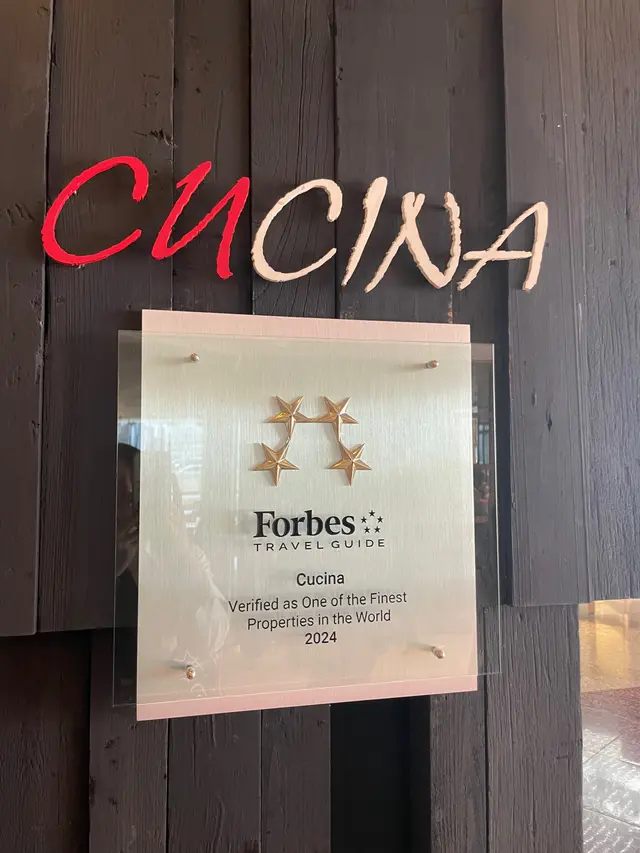 CUCINA
Forbes
TRAVEL GUIDE
Cucina
Verified as One of the Finest
Properties in the World
2024